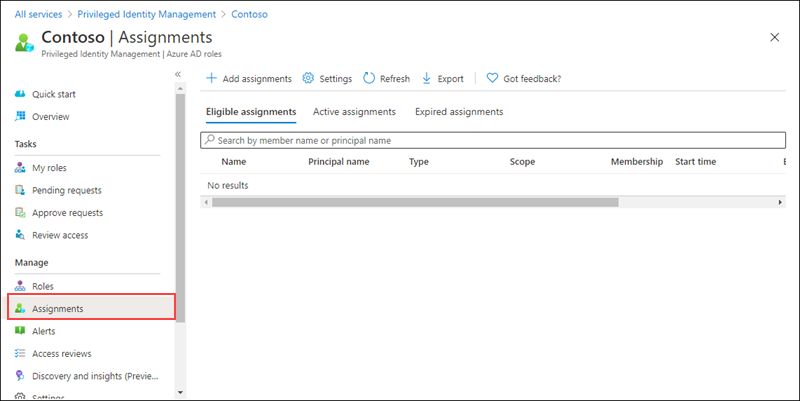 All services > Privileged Identity Management > Contoso
Contoso | Assignments
Privileged Identity Management | Azure AD roles
Quick start
Overview
Tasks
My roles
Pending requests
Approve requests
Review access
Manage
Roles
Assignments
Alerts
Access reviews
Discovery and insights (Previe...
Settings
Add assignments Settings Refresh Export Got feedback?
Eligible assignments Active assignments Expired assignments
Search by member name or principal name
Name Principal name Type Scope Membership Start time
No results